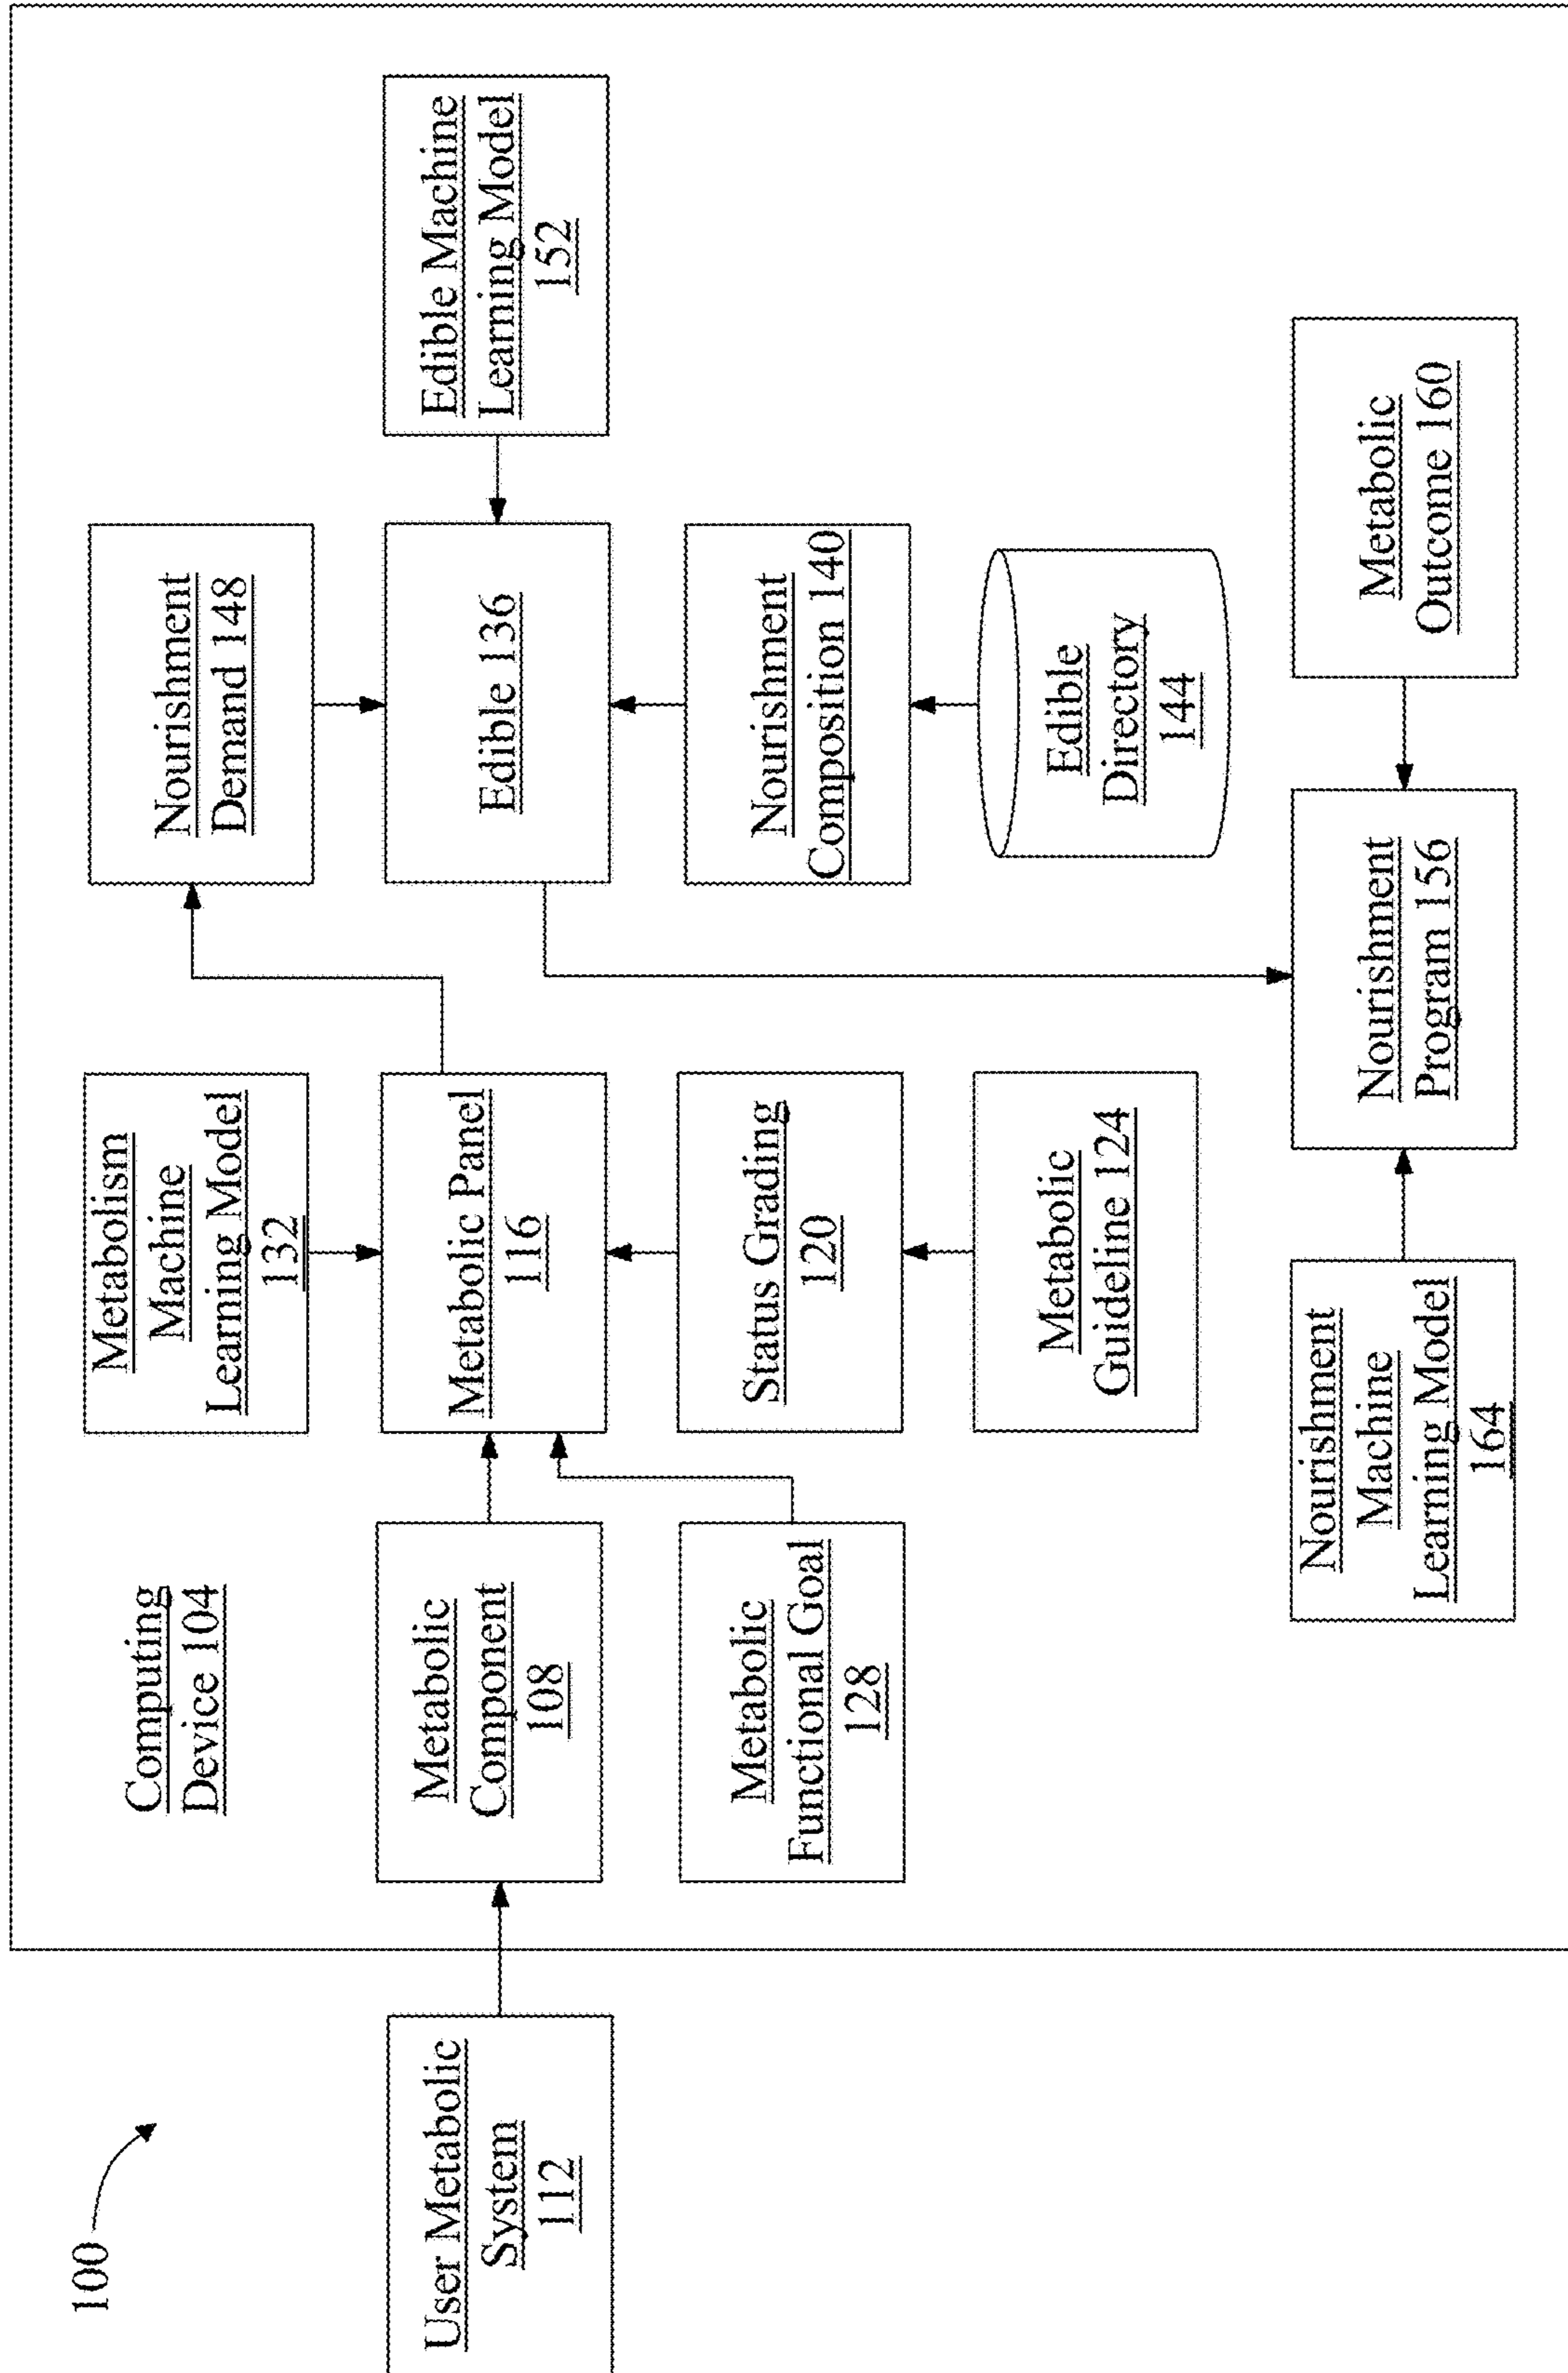 100
User Metabolic
System
112
Computing
Device 104
Metabolic
Component
108
Metabolic
Functional Goal
128
Metabolism
Machine
Learning Model
132
Metabolic Panel
116
Status Grading
120
Metabolic
Guideline 124
Nourishment
Machine
Learning Model
164
Nourishment
Demand 148
Edible 136
Nourishment
Composition 140
Edible
Directory
144
Nourishment
Program 156
Edible Machine
Learning Model
152
Metabolic
Outcome 160